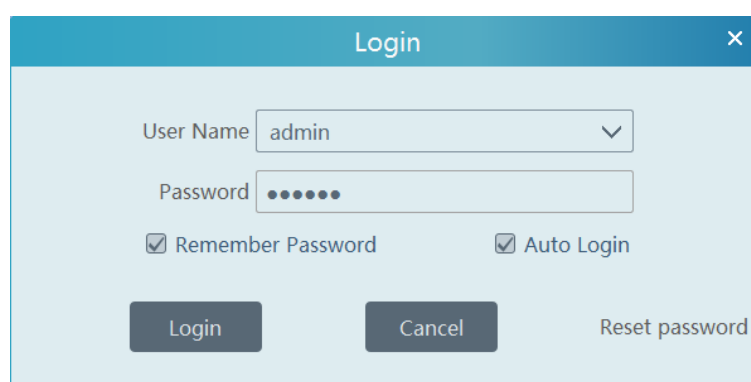 Login
User Name admin
Password ••••••
Remember Password Auto Login
Login Cancel Reset password